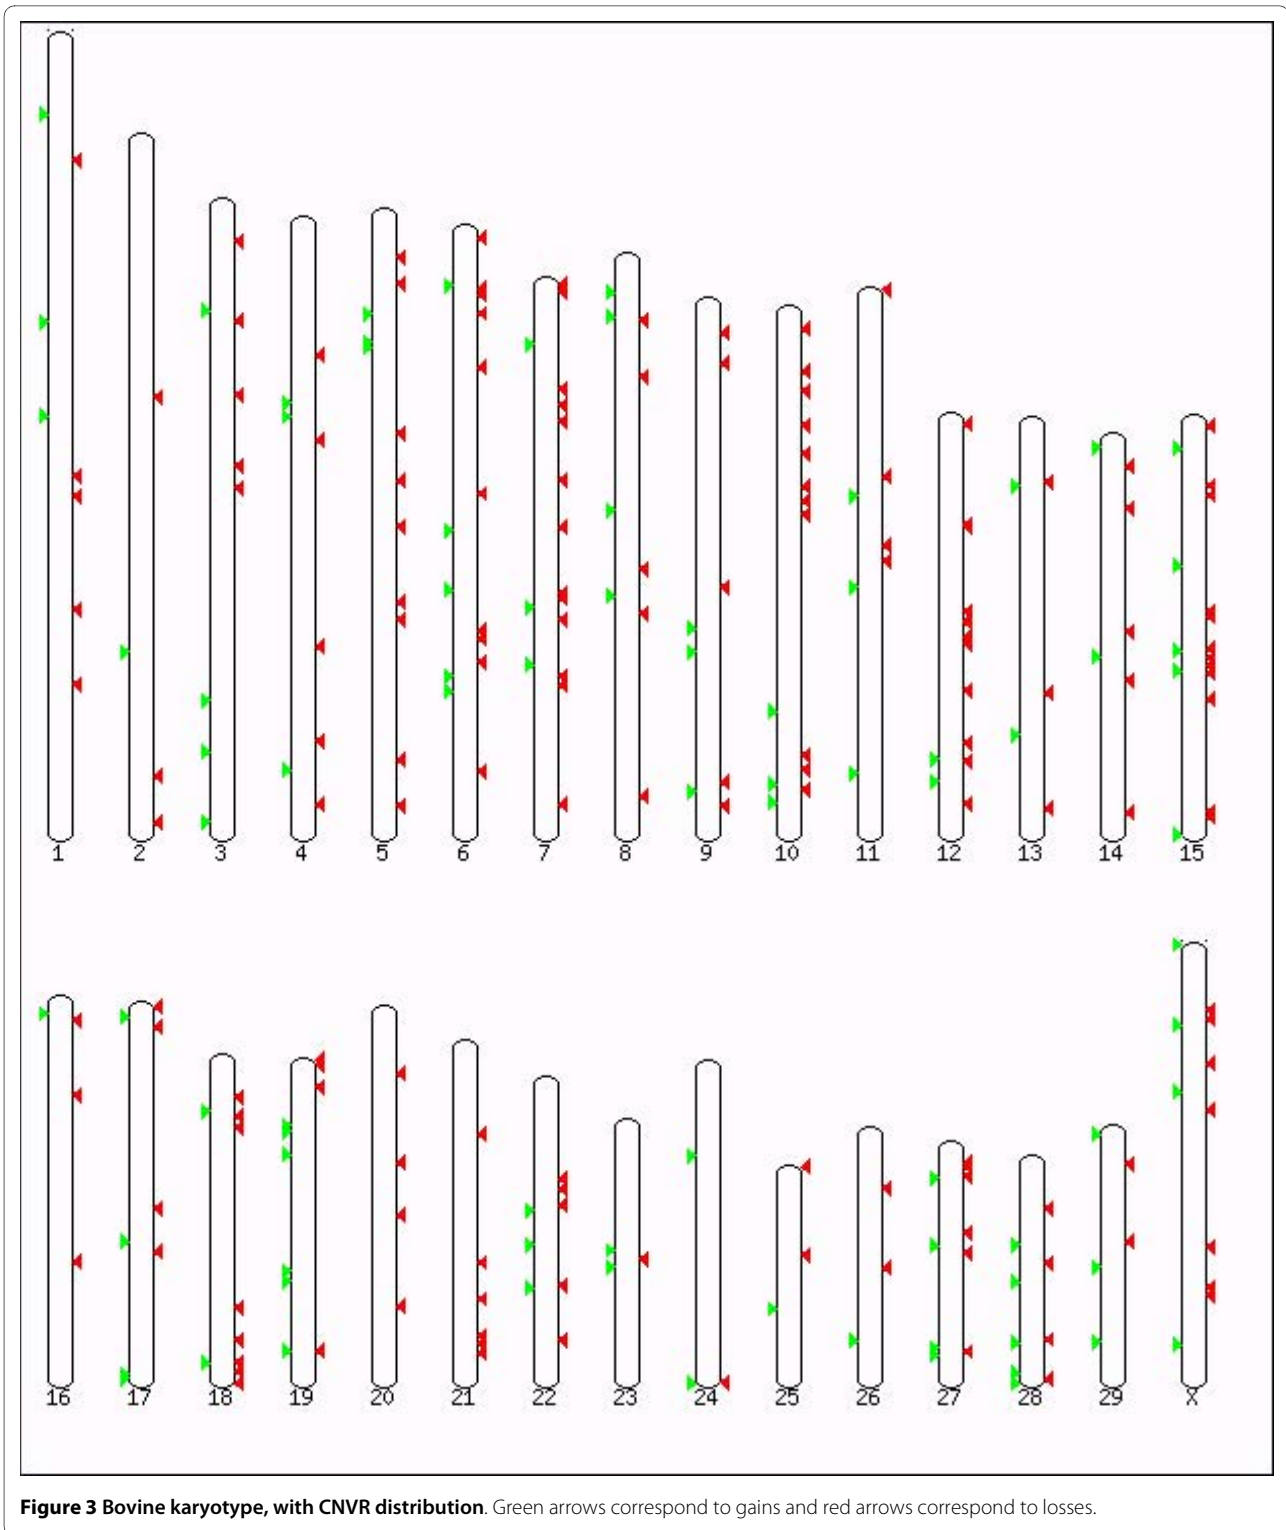 1 2 3 4 5 6 7 8 9 10 11 12 13 14 15
16 17 18 19 20 21 22 23 24 25 26 27 28 29 X
Figure 3 Bovine karyotype, with CNVR distribution. Green arrows correspond to gains and red arrows correspond to losses.